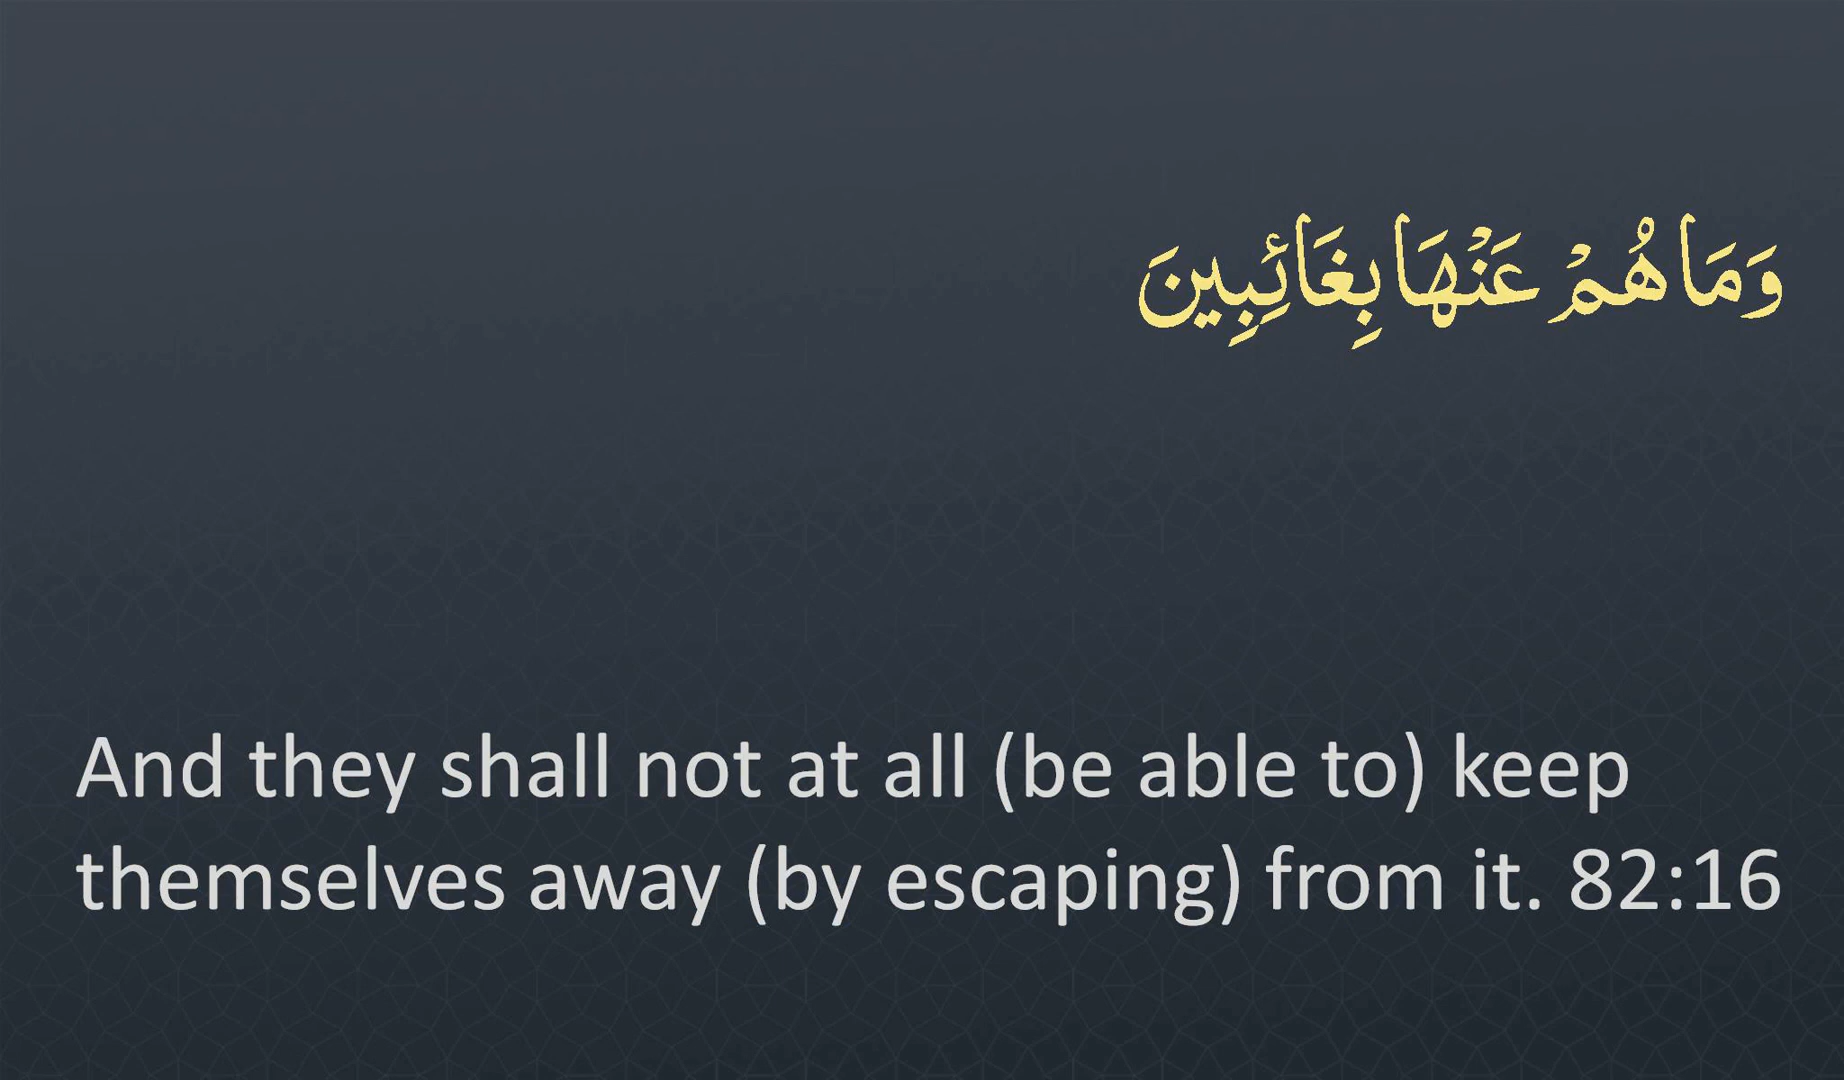 وَمَا هُمْ عَنْهَا بِغَائِبِينَ
And they shall not at all (be able to) keep
themselves away (by escaping) from it. 82:16